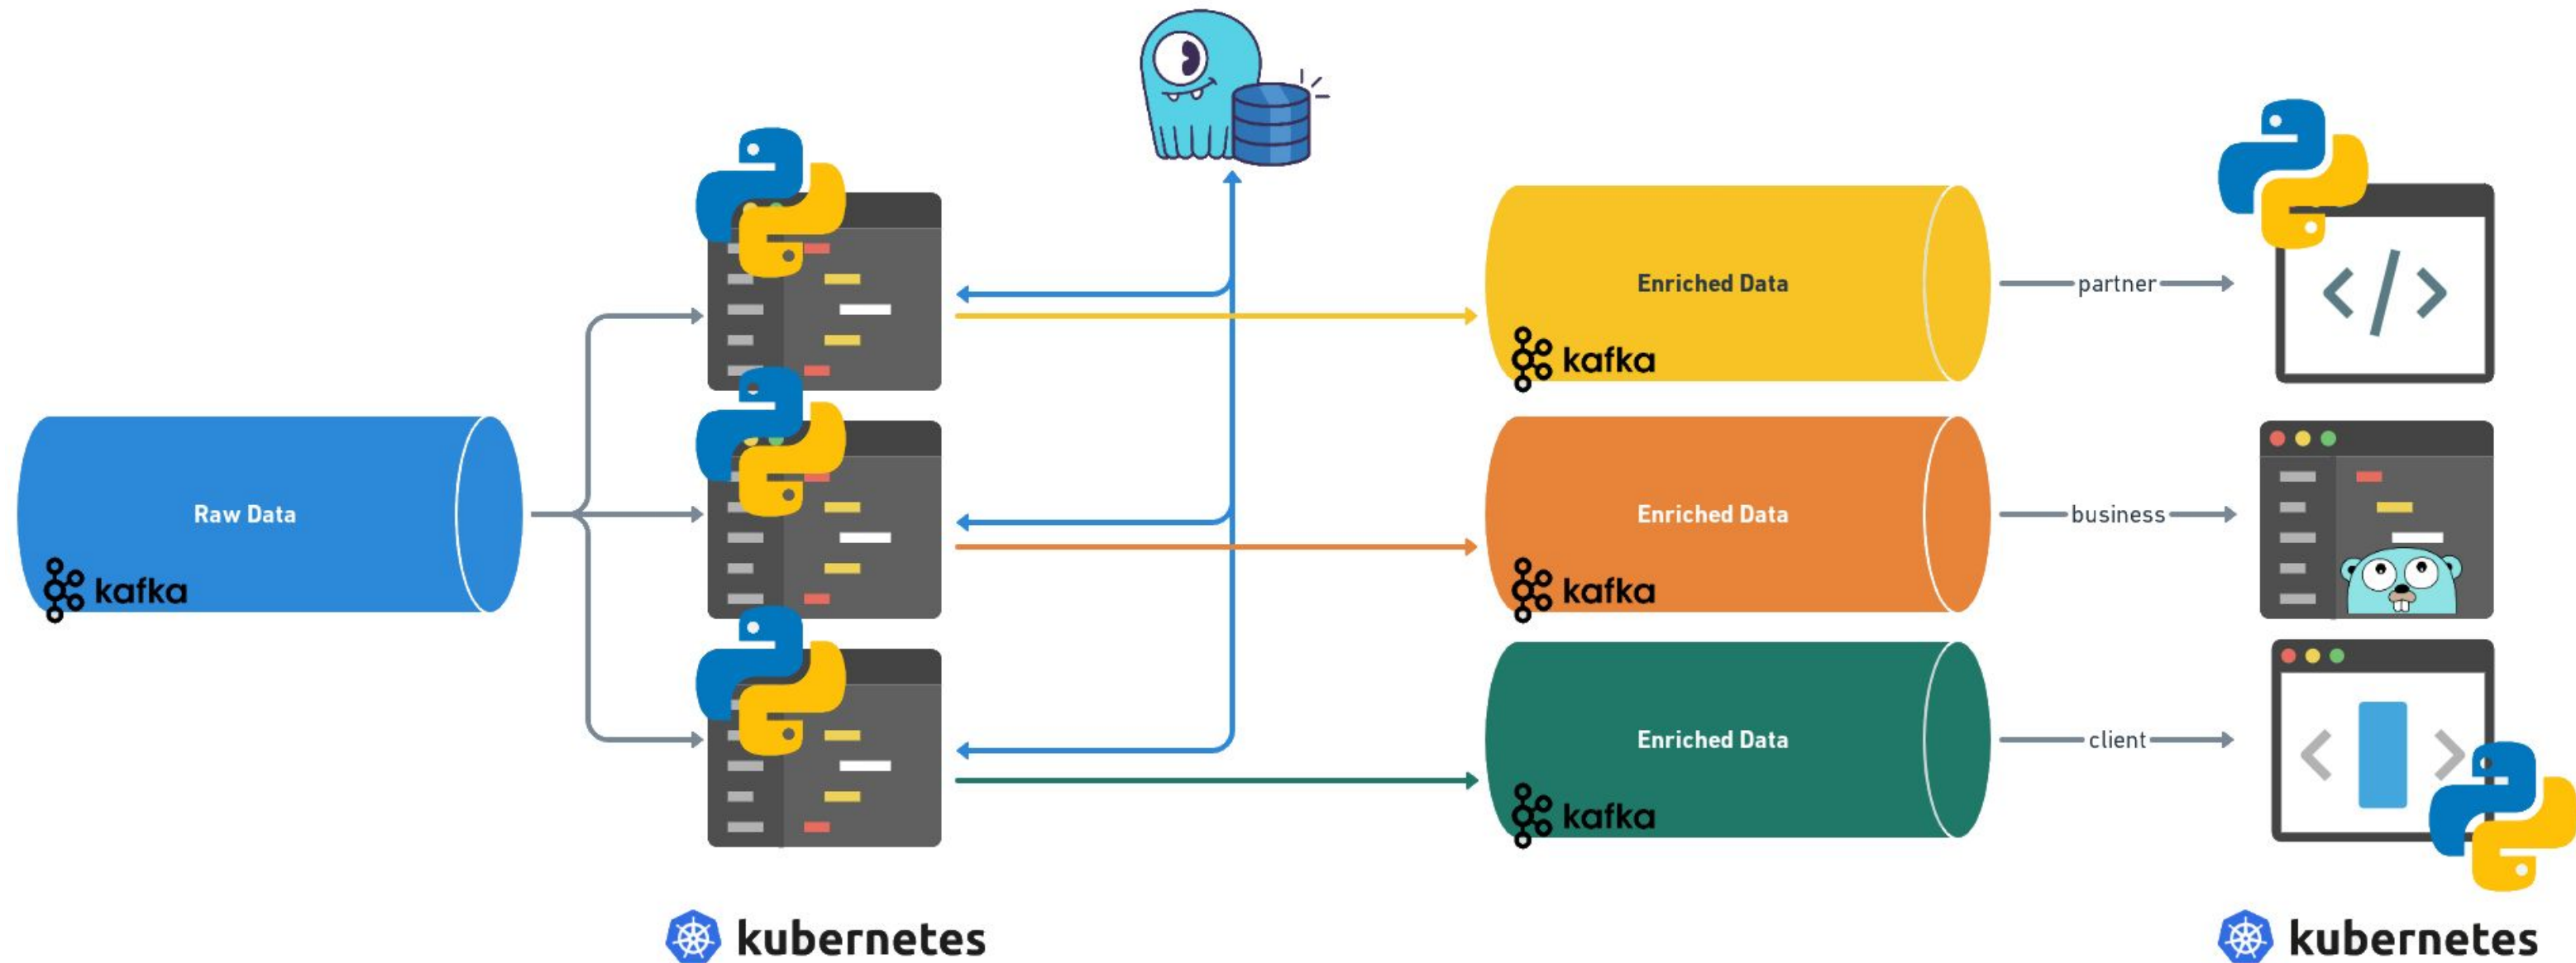 Raw Data
kafka
Enriched Data
kafka
partner
Enriched Data
kafka
business
Enriched Data
kafka
client
kubernetes
kubernetes